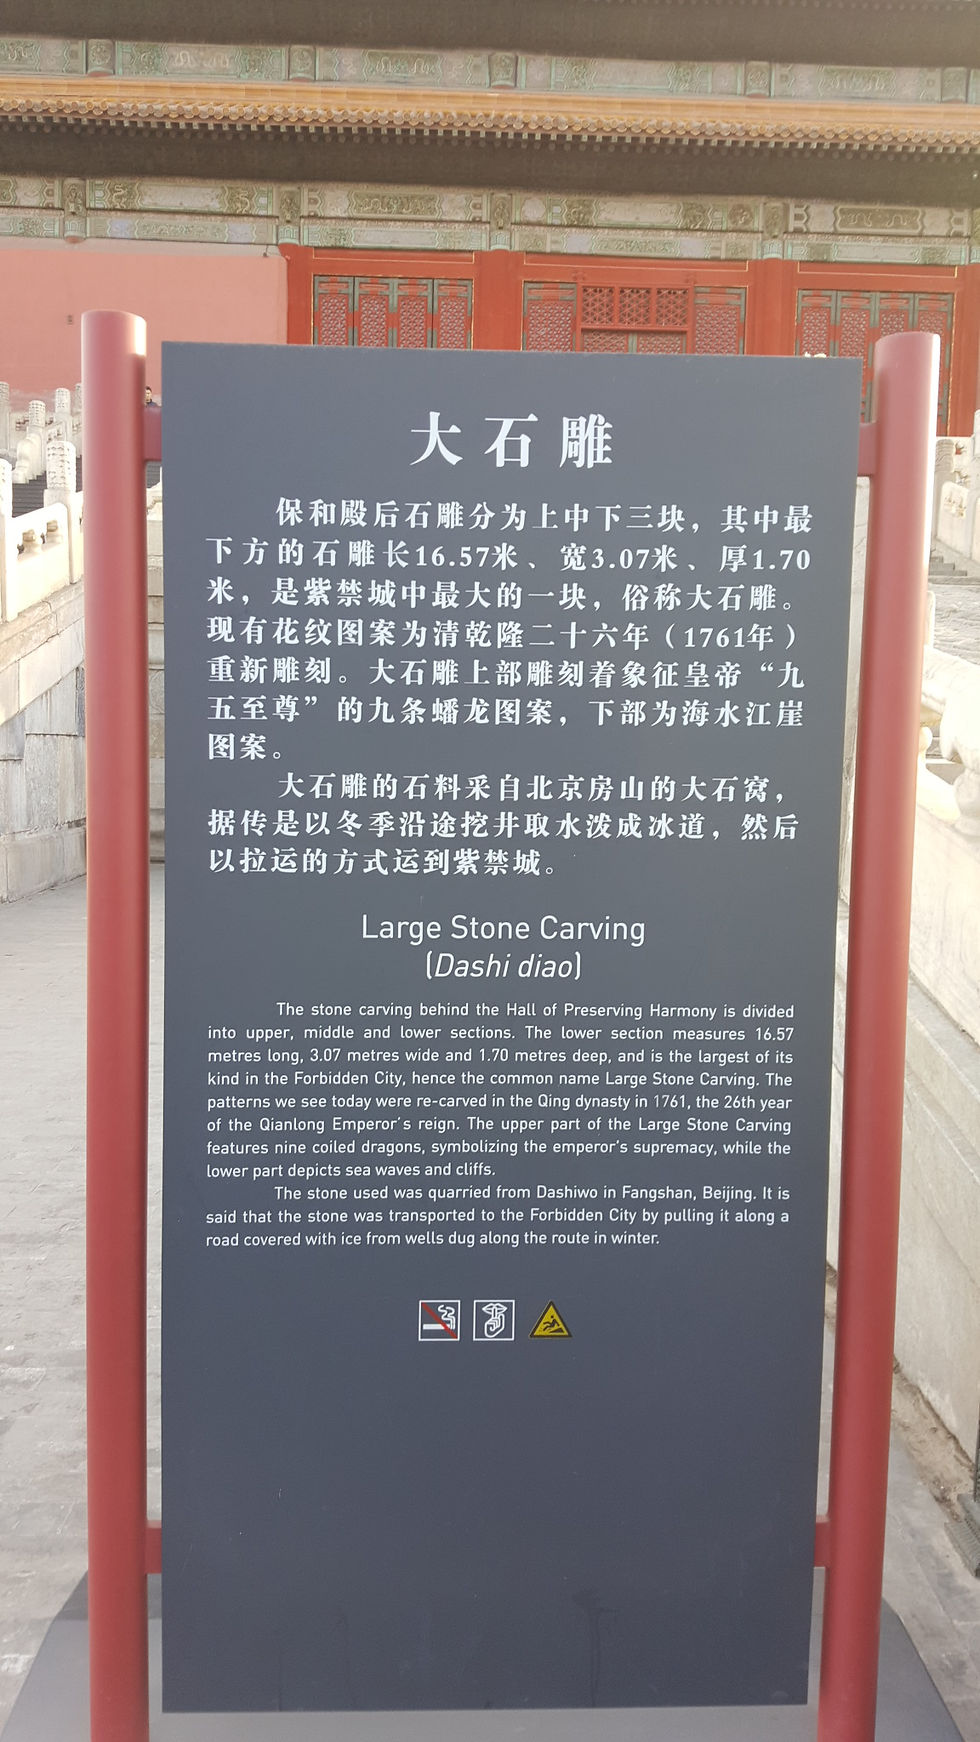 大石雕
保和殿后石雕分为上中下三块，其中最
下方的石雕长16.57米、宽3.07米、厚1.70
米，是紫禁城中最大的一块，俗称大石雕。
现有花纹图案为清乾隆二十六年（1761年）
重新雕刻。大石雕上部雕刻着象征皇帝“九
五至尊”的九条蟠龙图案，下部为海水江崖
图案。
大石雕的石料采自北京房山的大石窝，
据传是以冬季沿途挖井取水泼成冰道，然后
以拉运的方式运到紫禁城。
Large Stone Carving
(Dashi diao)
The stone carving behind the Hall of Preserving Harmony is divided
into upper, middle and lower sections. The lower section measures 16.57
metres long, 3.07 metres wide and 1.70 metres deep, and is the largest of its
kind in the Forbidden City, hence the common name Large Stone Carving. The
patterns we see today were re-carved in the Qing dynasty in 1761, the 26th year
of the Qianlong Emperor's reign. The upper part of the Large Stone Carving
features nine coiled dragons, symbolizing the emperor's supremacy, while the
lower part depicts sea waves and cliffs.
The stone used was quarried from Dashiwo in Fangshan, Beijing. It is
said that the stone was transported to the Forbidden City by pulling it along a
road covered with ice from wells dug along the route in winter.